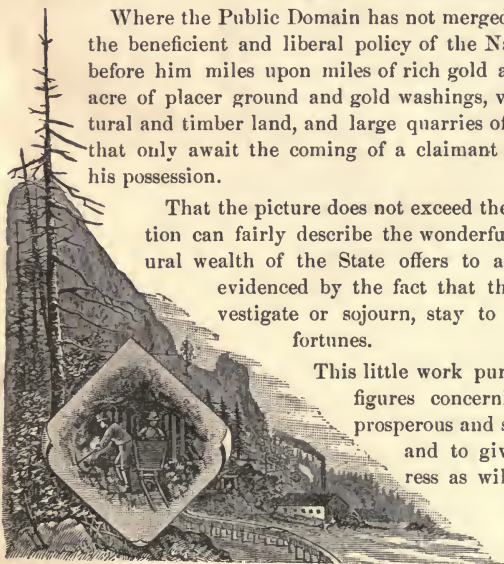 Where the Public Domain has not merged
the beneficient and liberal policy of the Na
before him miles upon miles of rich gold a
acre of placer ground and gold washings, v
tural and timber land, and large quarries of
that only await the coming of a claimant
his possession.
That the picture does not exceed the
tion can fairly describe the wonderfu
ural wealth of the State offers to a
evidenced by the fact that th
vestigate or sojourn, stay to
fortunes.
This little work pur
figures concerni
prosperous and s
and to giv
ress as wil